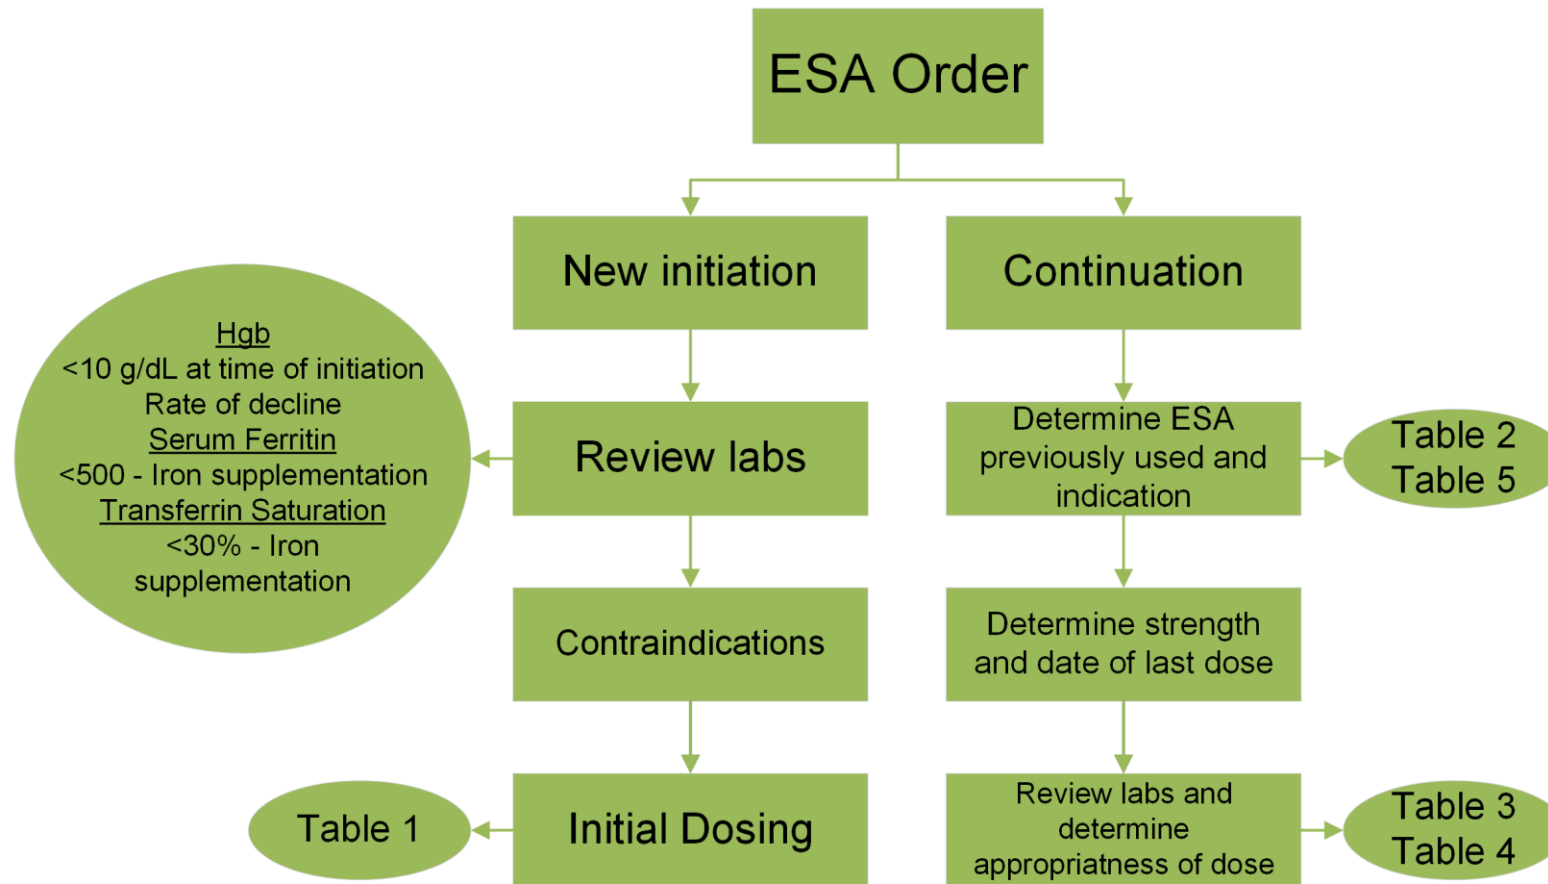 ESA Order
New initiation
Continuation
Hgb
<10 g/dL at time of initiation
Rate of decline
Serum Ferritin
<500 - Iron supplementation
Transferrin Saturation
<30% - Iron
supplementation
Review labs
Determine ESA
previously used and
indication
Table 2
Table 5
Contraindications
Determine strength
and date of last dose
Table 1
Initial Dosing
Review labs and
determine
appropriatness of dose
Table 3
Table 4